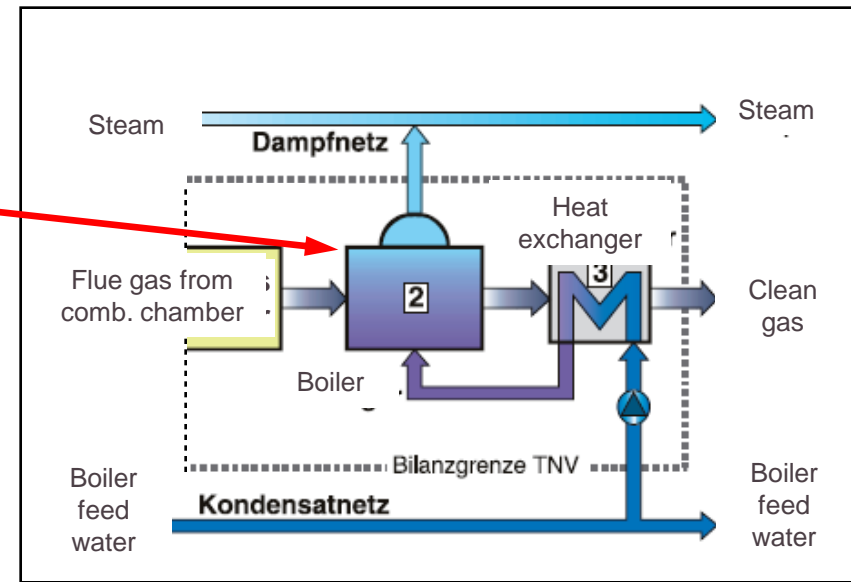 Steam
Steam
Dampfnetz
Heat
exchanger
Flue gas from
comb. chamber
2
3
Clean
gas
Boiler
Bilanzgrenze TNV
Boiler
feed
water
Kondensatnetz
Boiler
feed
water